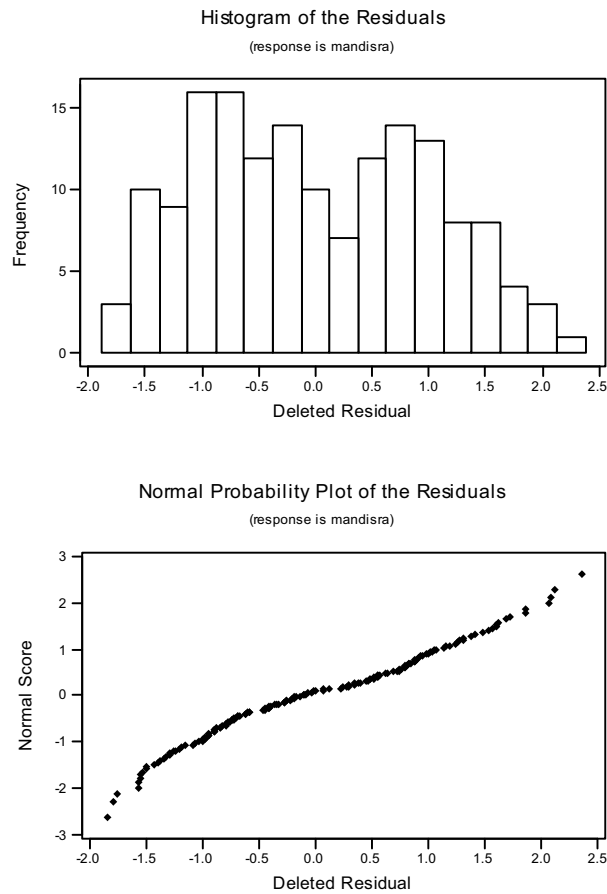 Histogram of the Residuals
(response is mandisra)
15
10
5
0
Frequency
-2.0 -1.5 -1.0 -0.5 0.0 0.5 1.0 1.5 2.0 2.5
Deleted Residual
Normal Probability Plot of the Residuals
(response is mandisra)
3
2
1
0
-1
-2
-3
Normal Score
-2.0 -1.5 -1.0 -0.5 0.0 0.5 1.0 1.5 2.0 2.5
Deleted Residual